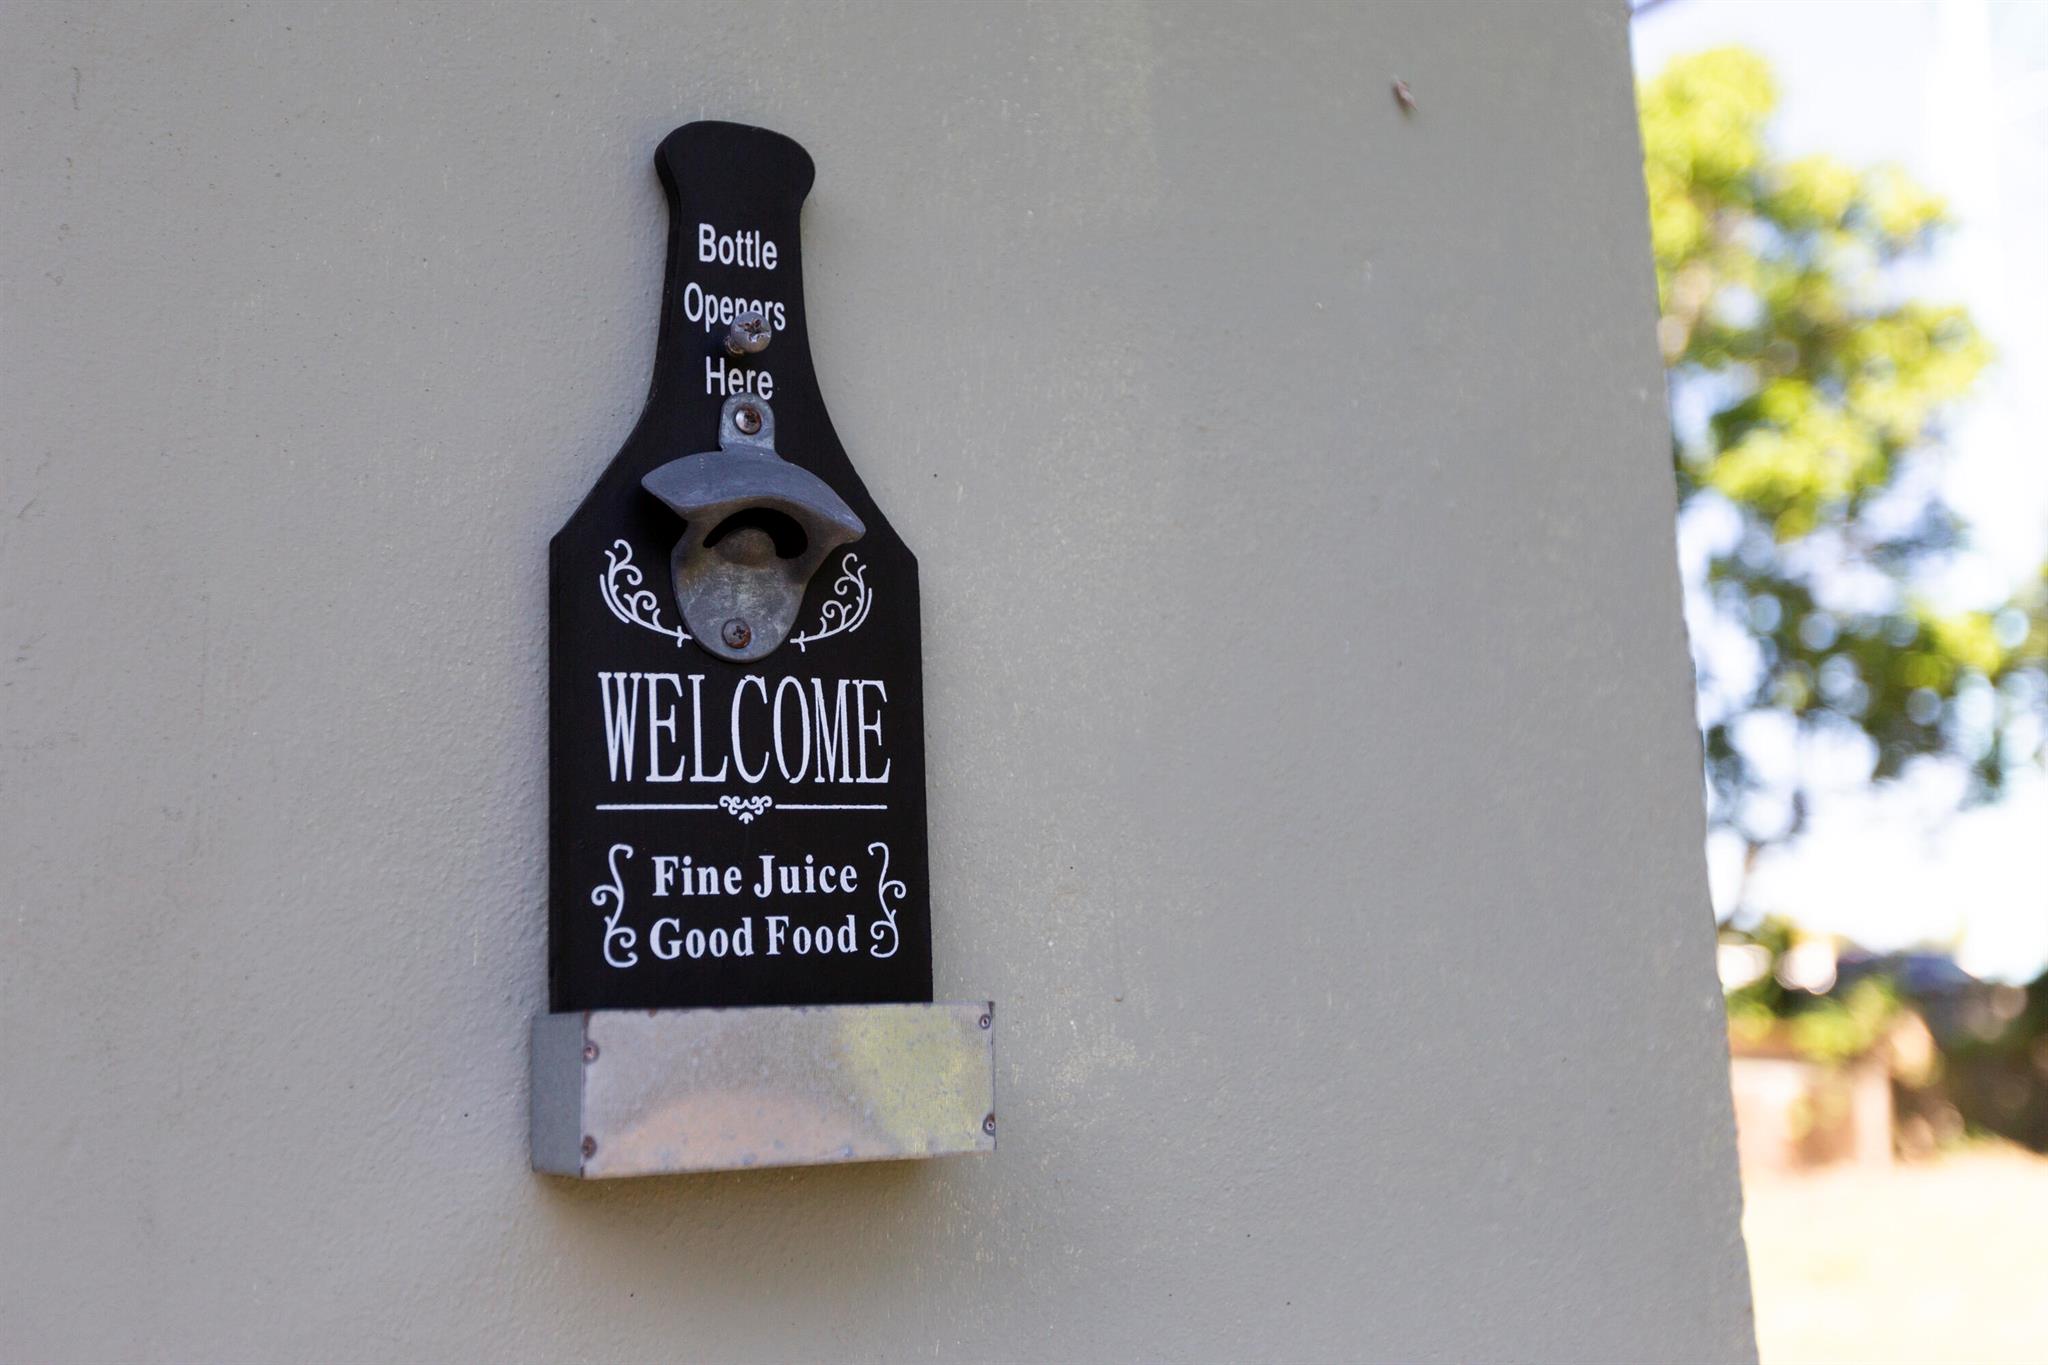 Bottle
Openers
Here
WELCOME
Fine Juice
Good Food